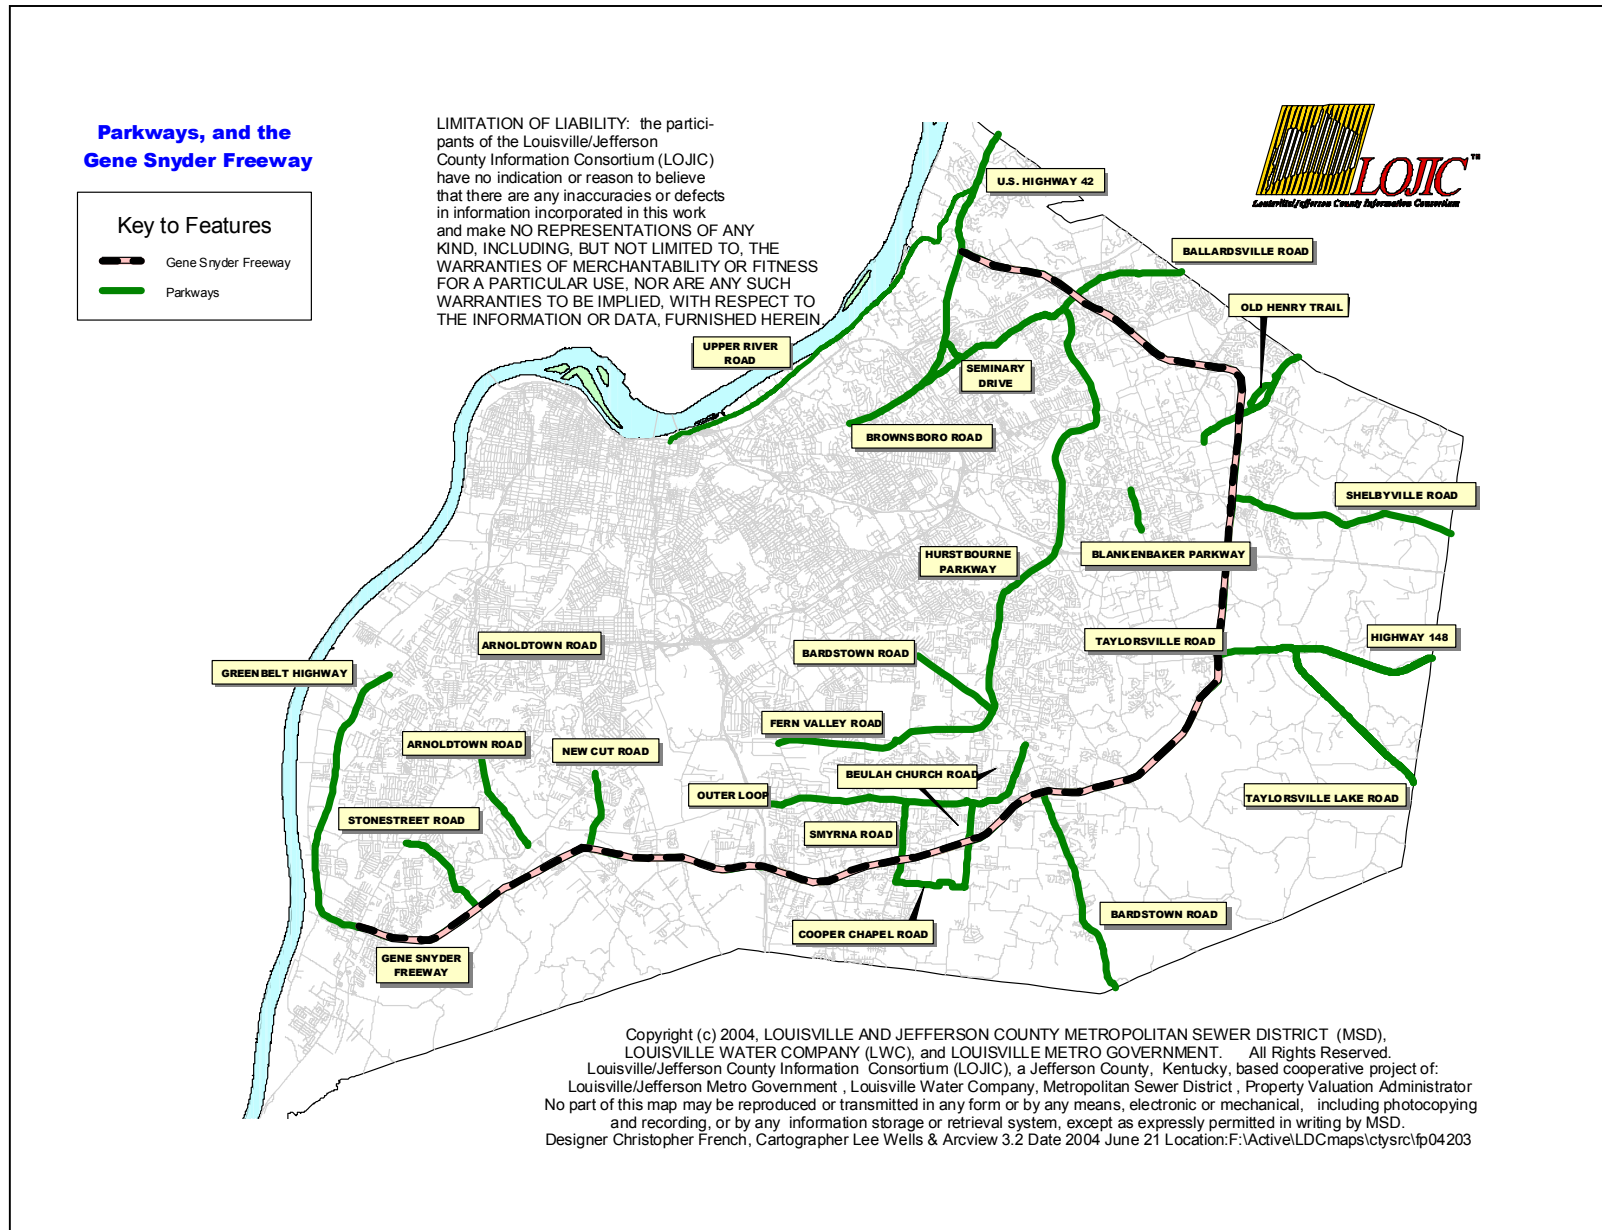 Parkways, and the
Gene Snyder Freeway
Key to Features
Gene Snyder Freeway
Parkways
LIMITATION OF LIABILITY: the partici-
pants of the Louisville/Jefferson
County Information Consortium (LOJIC)
have no indication or reason to believe
that there are any inaccuracies or defects
in information incorporated in this work
and make NO REPRESENTATIONS OF ANY
KIND, INCLUDING, BUT NOT LIMITED TO, THE
WARRANTIES OF MERCHANTABILITY OR FITNESS
FOR A PARTICULAR USE, NOR ARE ANY SUCH
WARRANTIES TO BE IMPLIED, WITH RESPECT TO
THE INFORMATION OR DATA, FURNISHED HEREIN.
LOJIC™
Louisville/Jefferson County Information Consortium
U.S. HIGHWAY 42
BALLARDSVILLE ROAD
OLD HENRY TRAIL
UPPER RIVER
ROAD
SEMINARY
DRIVE
BROWNSBORO ROAD
SHELBYVILLE ROAD
HURSTBOURNE
PARKWAY
BLANKENBAKER PARKWAY
ARNOLDTOWN ROAD
BARDSTOWN ROAD
TAYLORSVILLE ROAD
HIGHWAY 148
GREENBELT HIGHWAY
FERN VALLEY ROAD
ARNOLDTOWN ROAD
NEW CUT ROAD
BEULAH CHURCH ROAD
OUTER LOOP
TAYLORSVILLE LAKE ROAD
STONESTREET ROAD
SMYRNA ROAD
BARDSTOWN ROAD
COOPER CHAPEL ROAD
GENE SNYDER
FREEWAY
Copyright (c) 2004, LOUISVILLE AND JEFFERSON COUNTY METROPOLITAN SEWER DISTRICT (MSD),
LOUISVILLE WATER COMPANY (LWC), and LOUISVILLE METRO GOVERNMENT. All Rights Reserved.
Louisville/Jefferson County Information Consortium (LOJIC), a Jefferson County, Kentucky, based cooperative project of:
Louisville/Jefferson Metro Government , Louisville Water Company, Metropolitan Sewer District , Property Valuation Administrator
No part of this map may be reproduced or transmitted in any form or by any means, electronic or mechanical, including photocopying
and recording, or by any information storage or retrieval system, except as expressly permitted in writing by MSD.
Designer Christopher French, Cartographer Lee Wells & Arcview 3.2 Date 2004 June 21 Location:F:\Active\LDCmaps\ctysrc\fp04203